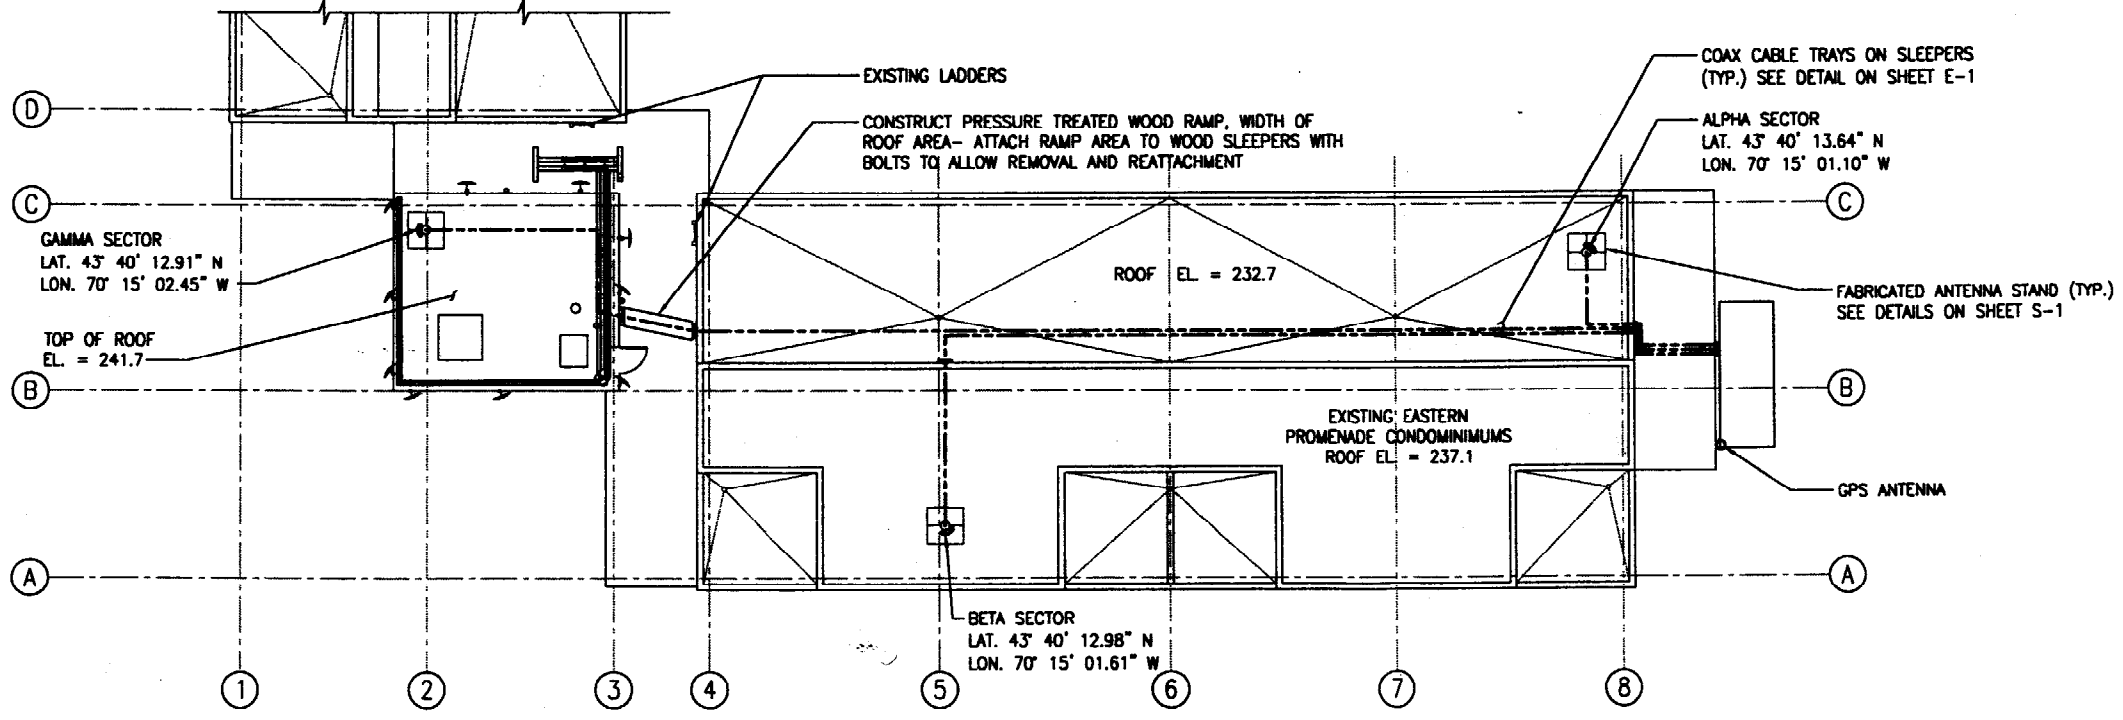 EXISTING LADDERS
COAX CABLE TRAYS ON SLEEPERS
(TYP.) SEE DETAIL ON SHEET E-1
D
CONSTRUCT PRESSURE TREATED WOOD RAMP, WIDTH OF
ROOF AREA- ATTACH RAMP AREA TO WOOD SLEEPERS WITH
BOLTS TO ALLOW REMOVAL AND REATTACHMENT
ALPHA SECTOR
LAT. 43° 40' 13.64" N
LON. 70° 15' 01.10" W
C
C
GAMMA SECTOR
LAT. 43° 40' 12.91" N
LON. 70° 15' 02.45" W
ROOF EL. = 232.7
FABRICATED ANTENNA STAND (TYP.)
SEE DETAILS ON SHEET S-1
TOP OF ROOF
EL. = 241.7
B
B
EXISTING EASTERN
PROMENADE CONDOMINIMUMS
ROOF EL = 237.1
GPS ANTENNA
A
A
BETA SECTOR
LAT. 43° 40' 12.98" N
LON. 70° 15' 01.61" W
1 2 3 4 5 6 7 8